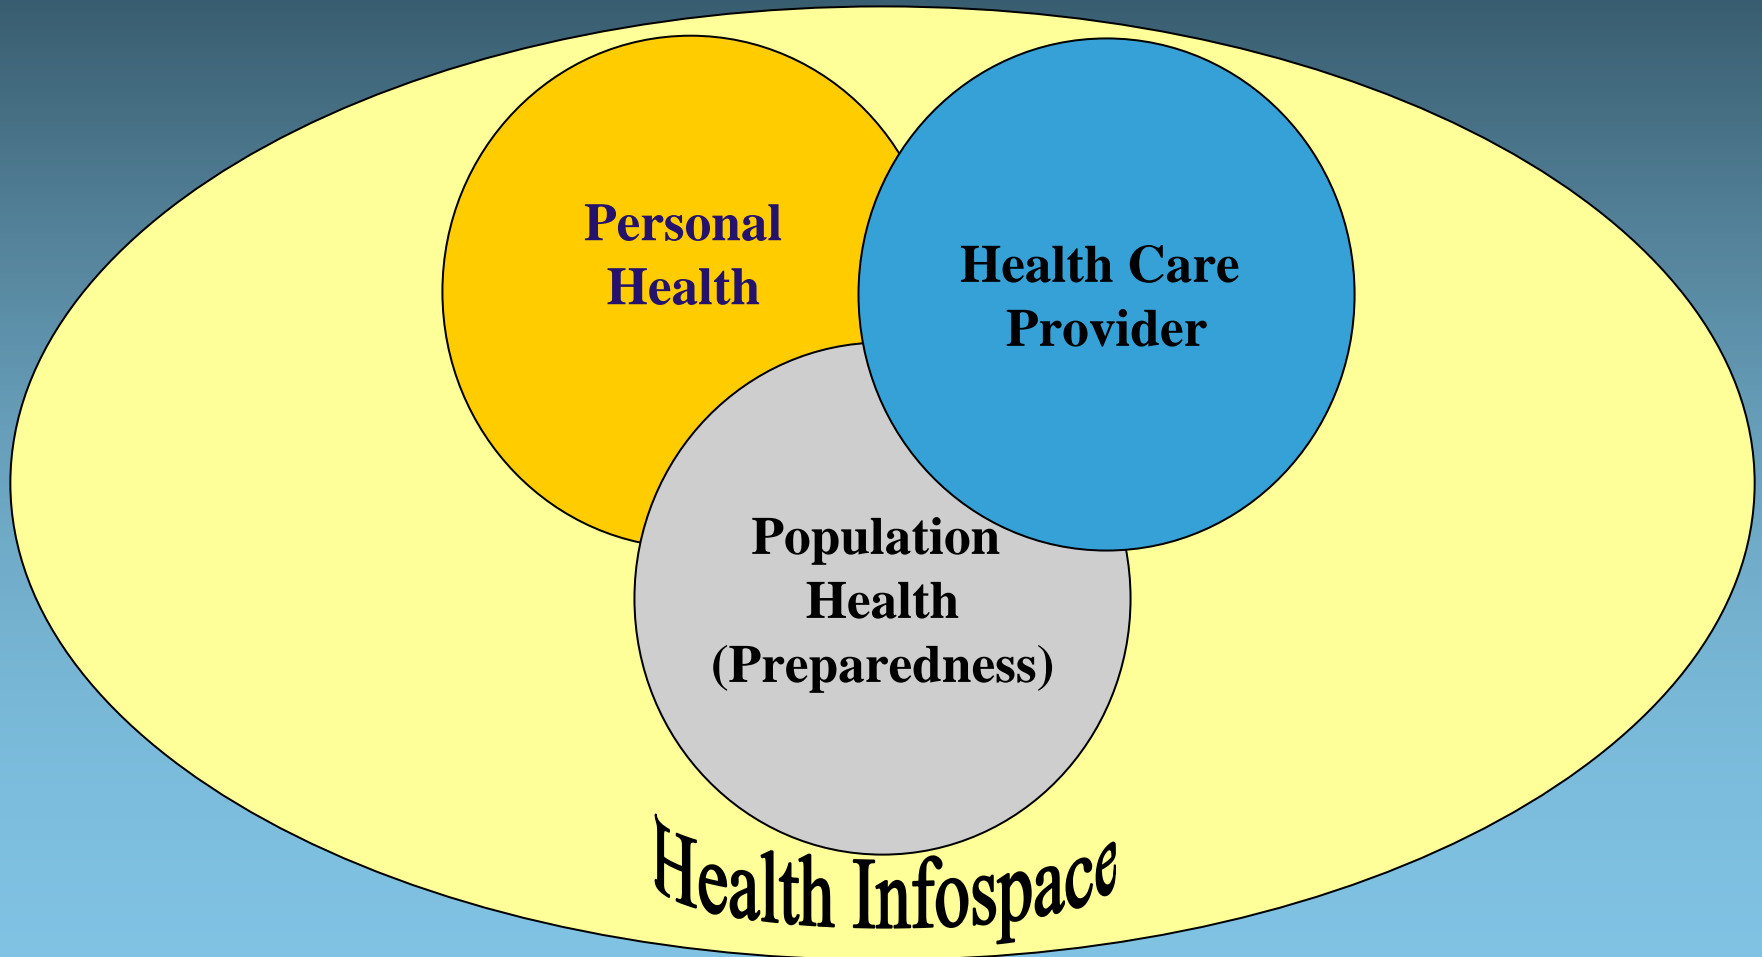 Personal
Health
Health Care
Provider
Population
Health
(Preparedness)
Health Infospace